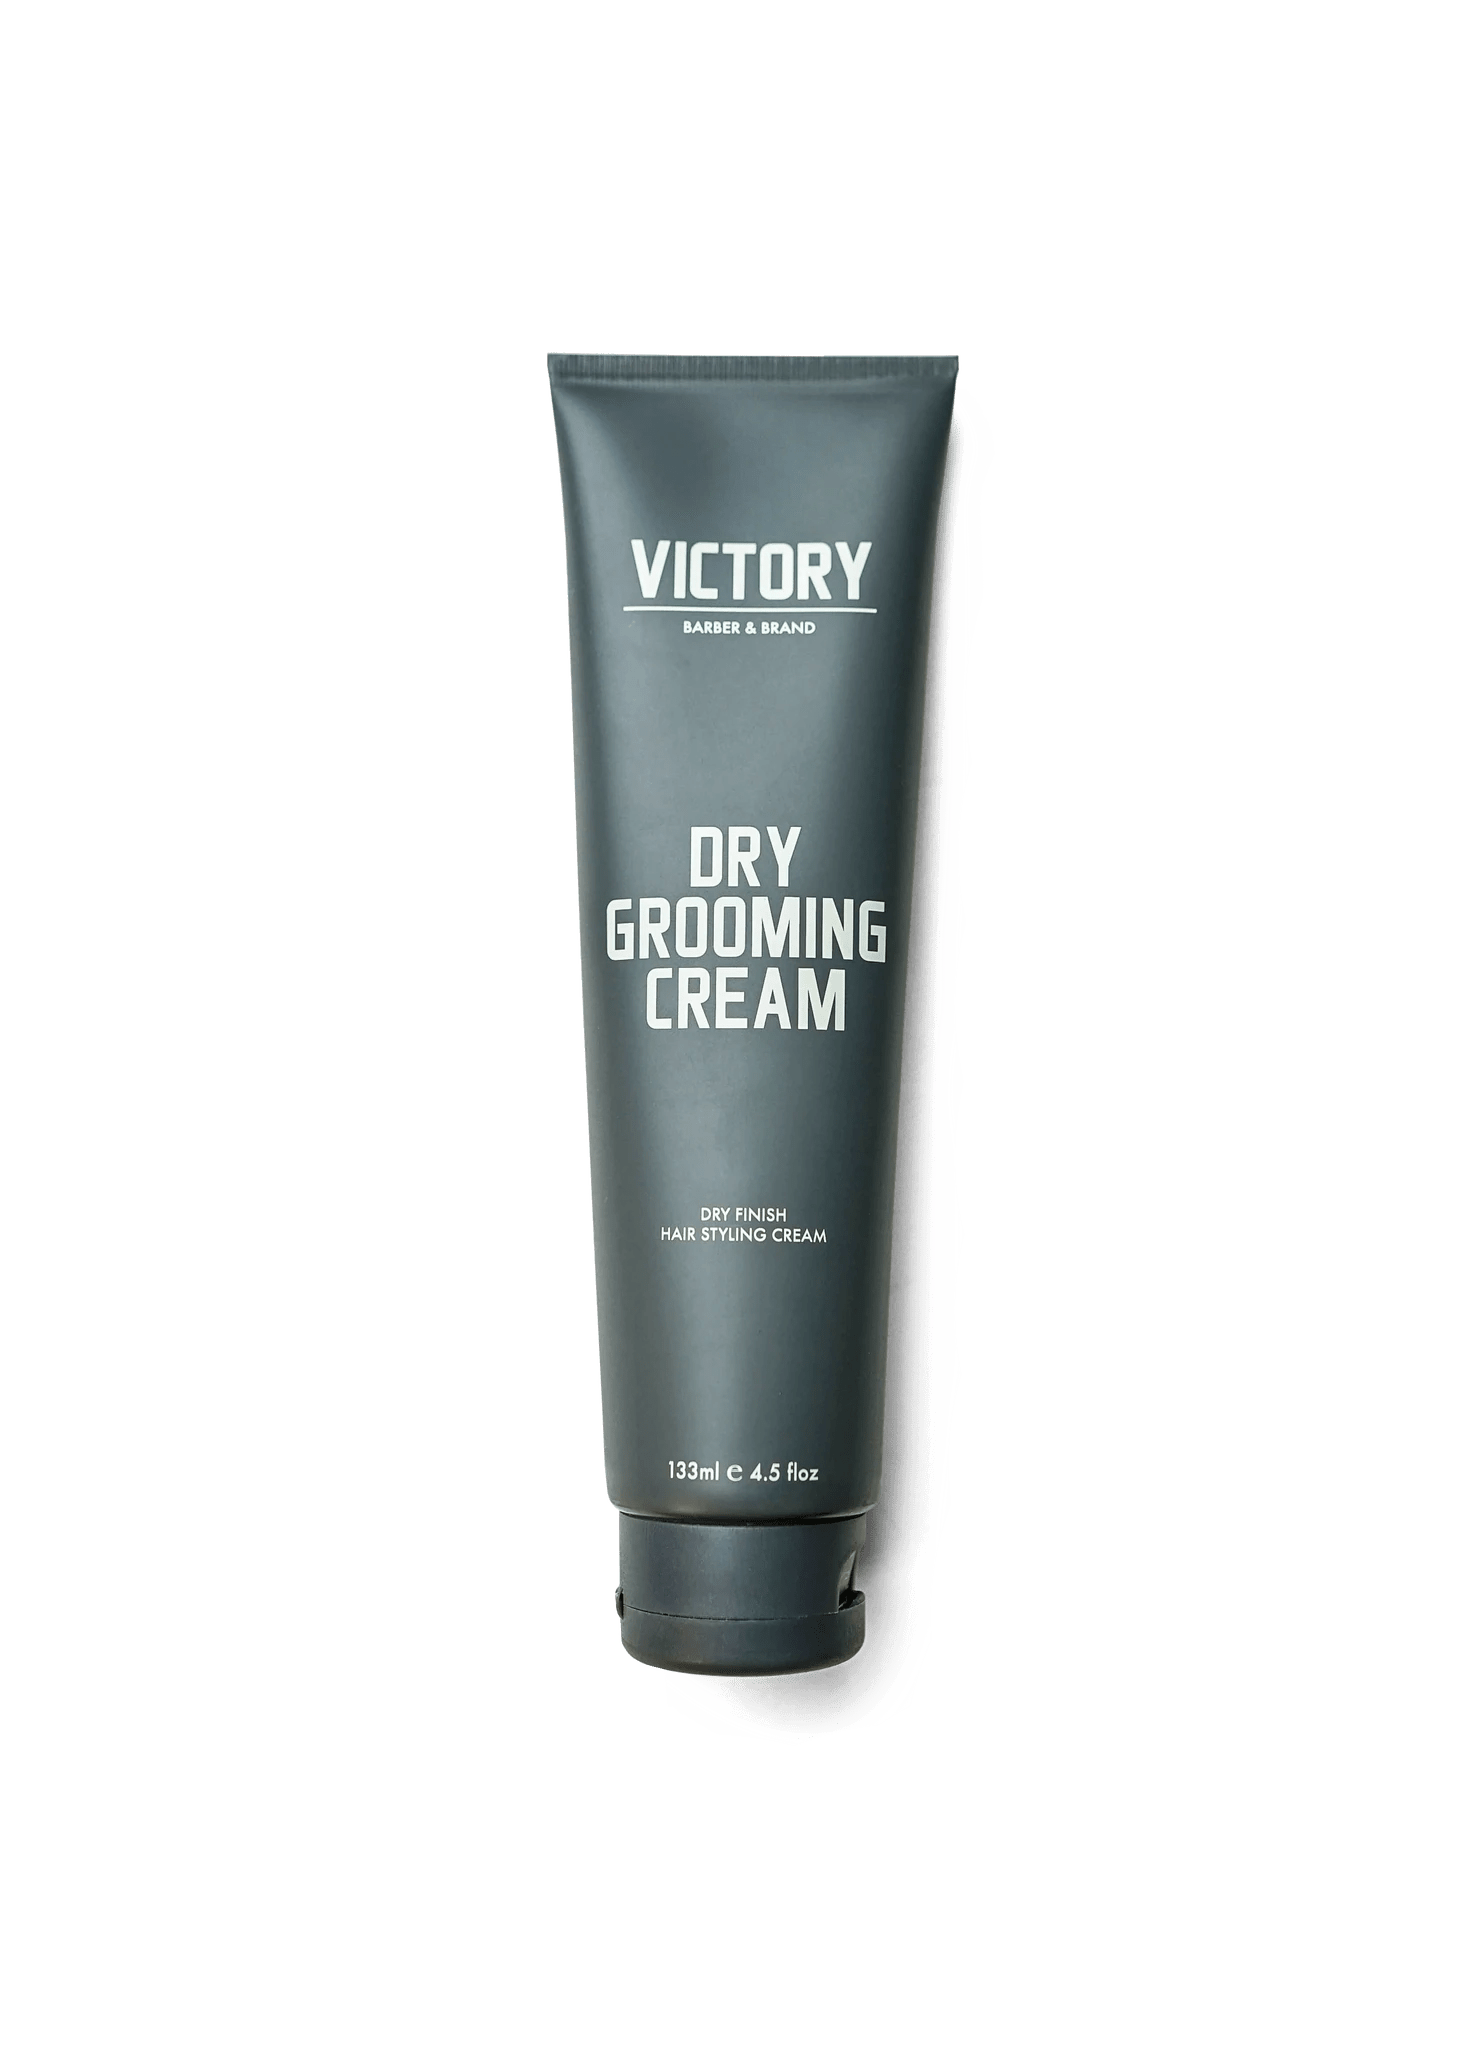 VICTORY
BARBER & BRAND
DRY
GROOMING
CREAM
DRY FINISH
HAIR STYLING CREAM
133ml ℮ 4.5 floz